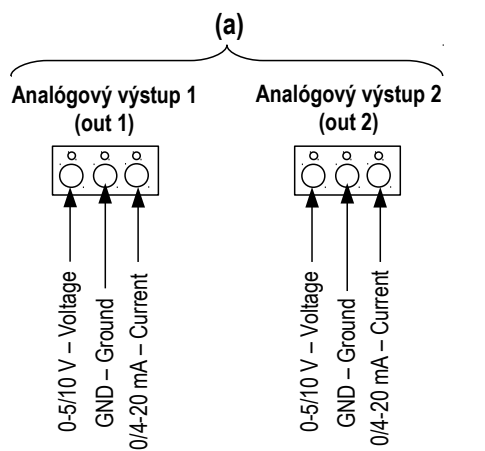 (a)
Analógový výstup 1
(out 1)
Analógový výstup 2
(out 2)
0-5/10 V – Voltage
GND – Ground
0/4-20 mA – Current
0-5/10 V – Voltage
GND – Ground
0/4-20 mA – Current